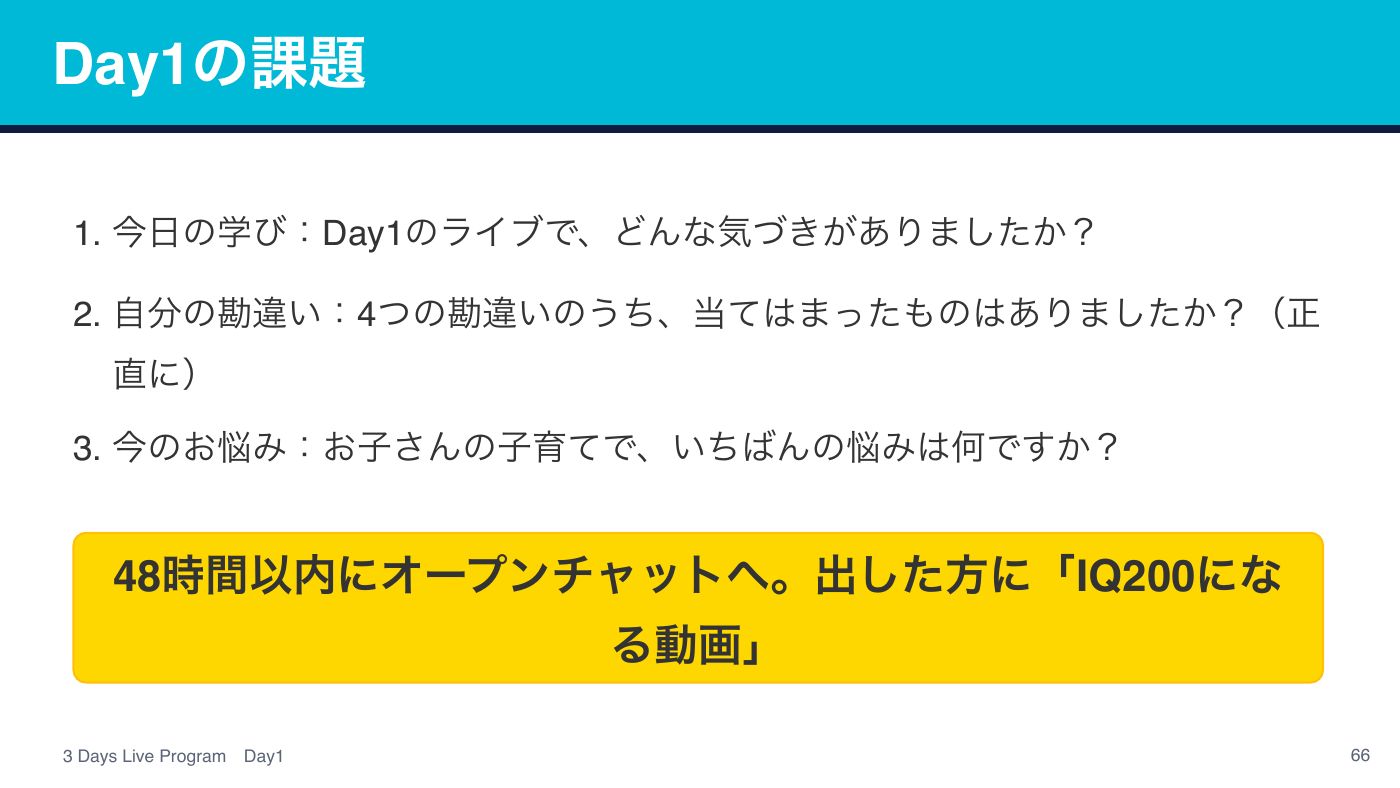 Day1の課題
1. 今日の学び：Day1のライブで、どんな気づきがありましたか？
2. 自分の勘違い：4つの勘違いのうち、当てはまったものはありましたか？（正
直に）
3. 今のお悩み：お子さんの子育てで、いちばんの悩みは何ですか？
48時間以内にオープンチャットへ。出した方に「IQ200にな
る動画」
3 Days Live Program　Day1
66